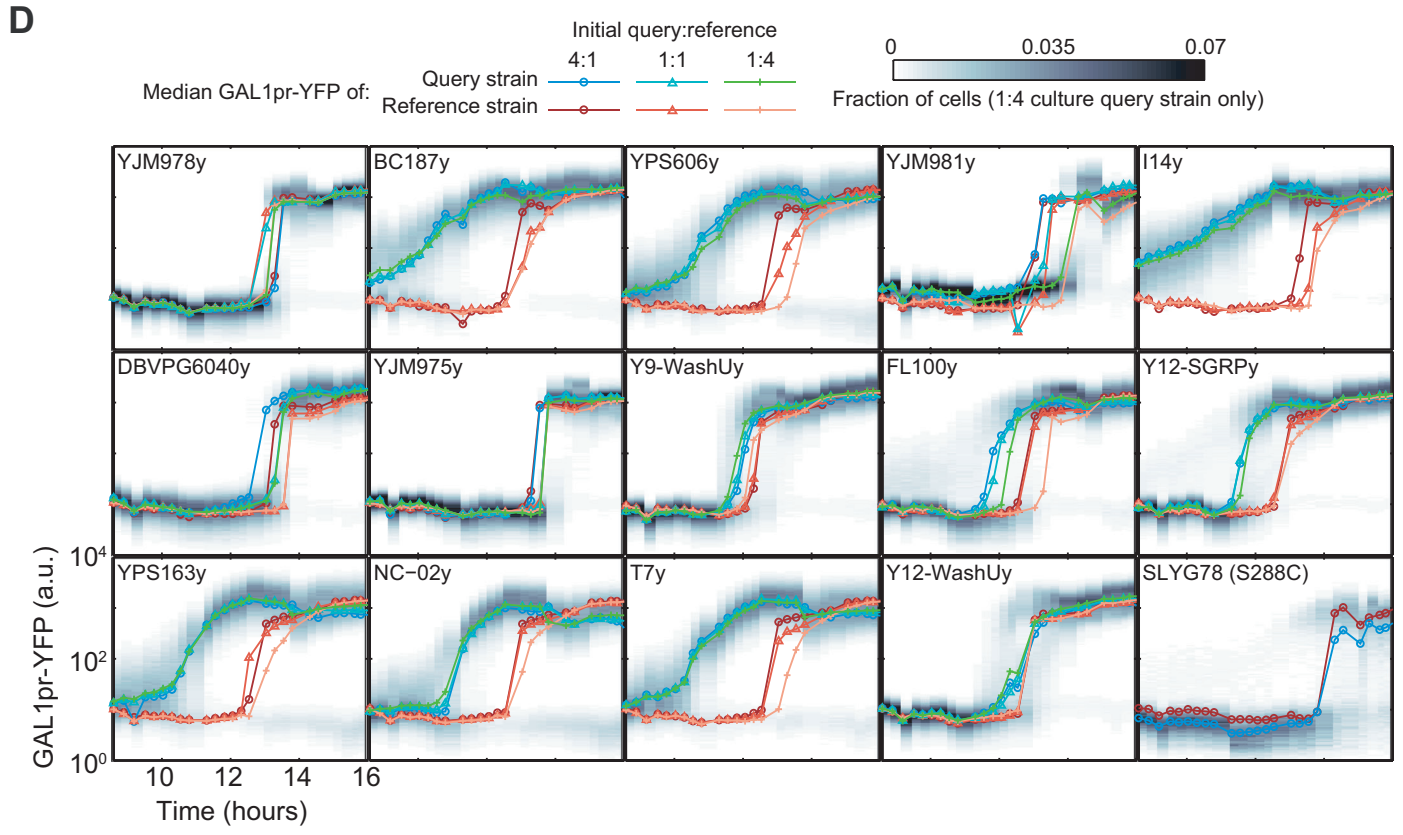 D
Initial query:reference
4:1 1:1 1:4
Median GAL1pr-YFP of:
Query strain
Reference strain
0 0.035 0.07
Fraction of cells (1:4 culture query strain only)
YJM978y BC187y YPS606y YJM981y I14y
DBVPG6040y YJM975y Y9-WashUy FL100y Y12-SGRPy
YPS163y NC−02y T7y Y12-WashUy SLYG78 (S288C)
GAL1pr-YFP (a.u.)
10⁴
10²
10⁰
10 12 14 16
Time (hours)